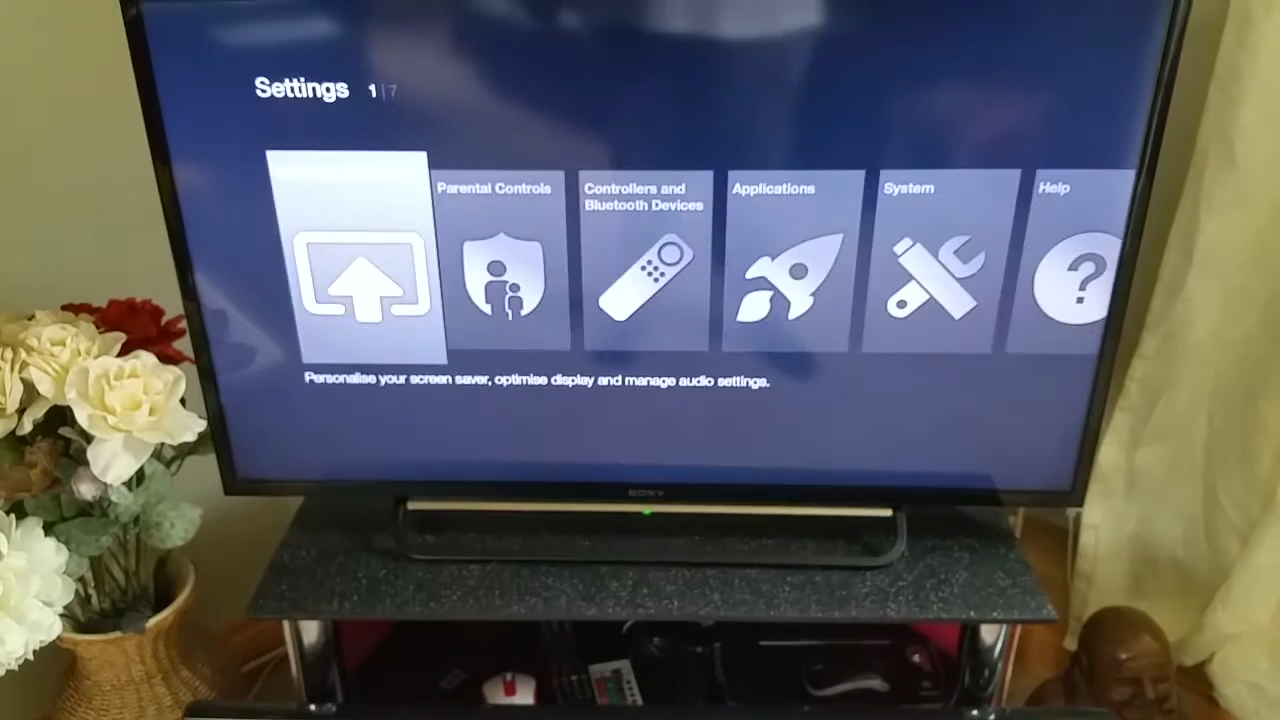 Settings 1|7
Parental Controls
Controllers and
Bluetooth Devices
Applications
System
Help
?
Personalise your screen saver, optimise display and manage audio settings.
SONY